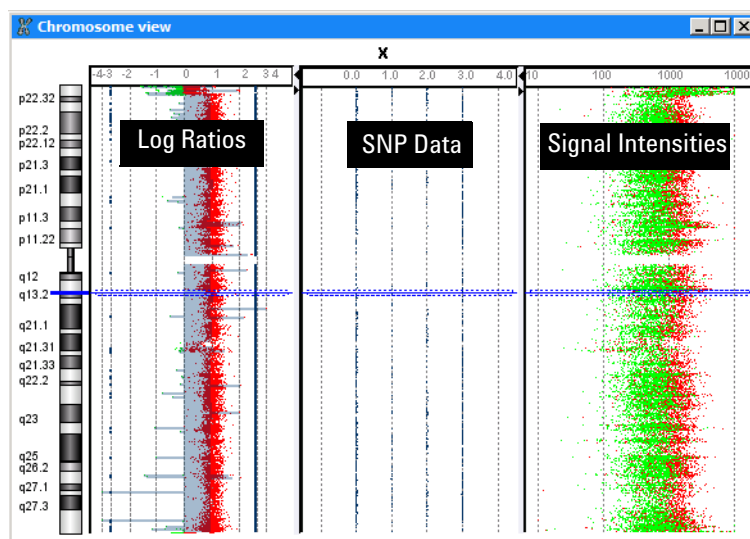 Chromosome view
X
-4 -3 -2 -1 0 1 2 3 4
0.0 1.0 2.0 3.0 4.0
10 100 1000 1000
Log Ratios
SNP Data
Signal Intensities
p22.32
p22.2
p22.12
p21.3
p21.1
p11.3
p11.22
q12
q13.2
q21.1
q21.31
q21.33
q22.2
q23
q25
q26.2
q27.1
q27.3